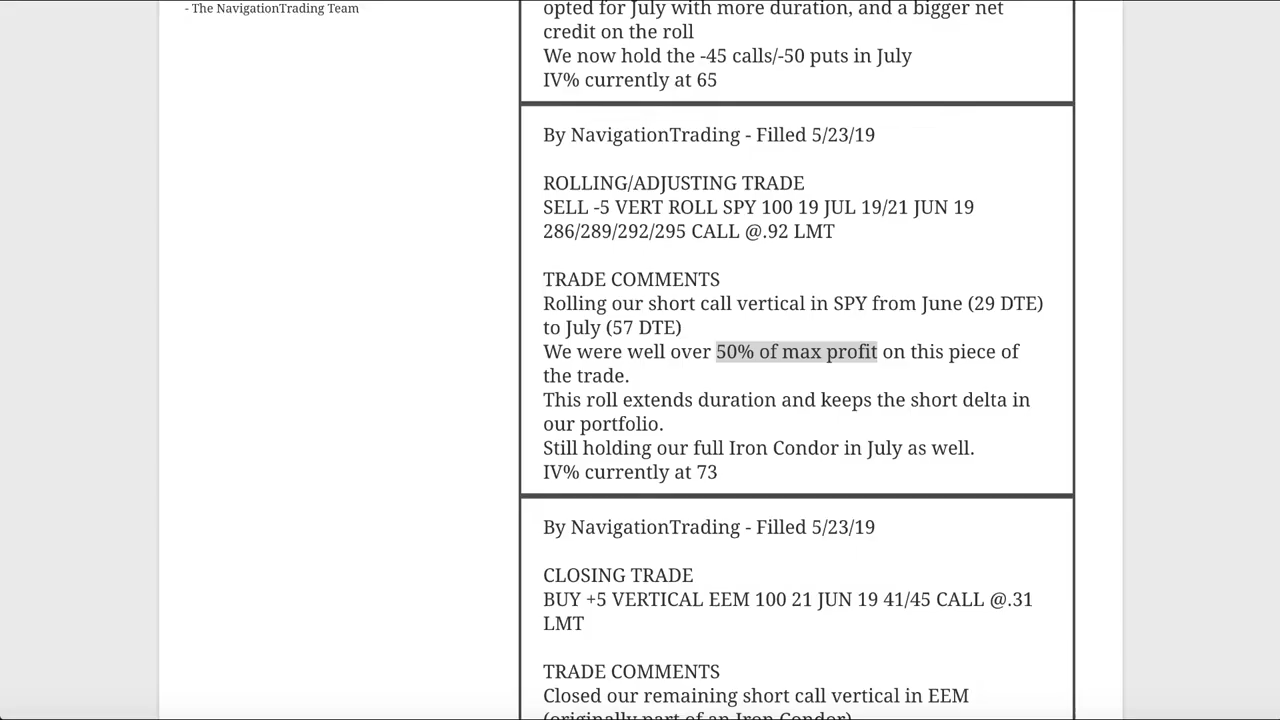 - The NavigationTrading Team
opted for July with more duration, and a bigger net
credit on the roll
We now hold the -45 calls/-50 puts in July
IV% currently at 65
By NavigationTrading - Filled 5/23/19
ROLLING/ADJUSTING TRADE
SELL -5 VERT ROLL SPY 100 19 JUL 19/21 JUN 19
286/289/292/295 CALL @.92 LMT
TRADE COMMENTS
Rolling our short call vertical in SPY from June (29 DTE)
to July (57 DTE)
We were well over 50% of max profit on this piece of
the trade.
This roll extends duration and keeps the short delta in
our portfolio.
Still holding our full Iron Condor in July as well.
IV% currently at 73
By NavigationTrading - Filled 5/23/19
CLOSING TRADE
BUY +5 VERTICAL EEM 100 21 JUN 19 41/45 CALL @.31
LMT
TRADE COMMENTS
Closed our remaining short call vertical in EEM
(originally part of an Iron Condor)